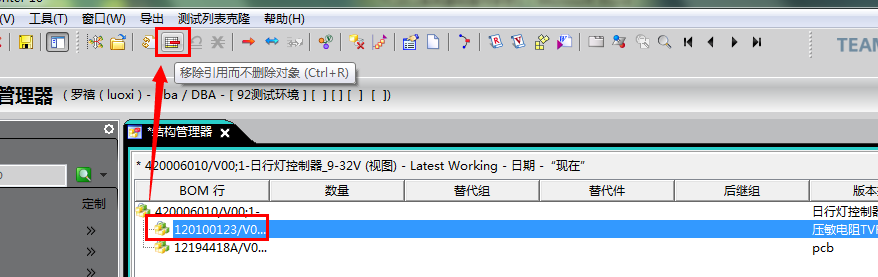 (V) 工具(T) 窗口(W) 导出 测试列表克隆 帮助(H)
TEAM
移除引用而不删除对象 (Ctrl+R)
管理器 ( 罗禧 ( luoxi ) - dba / DBA - [ 92测试环境 ] [ ] [ ] [ ] [ ])
*结构管理器
* 420006010/V00;1-日行灯控制器_9-32V (视图) - Latest Working - 日期 - “现在”
BOM 行 数量 替代组 替代件 后继组 版本
定制
420006010/V00;1-... 日行灯控制器
120100123/V0... 压敏电阻TV
12194418A/V0... pcb